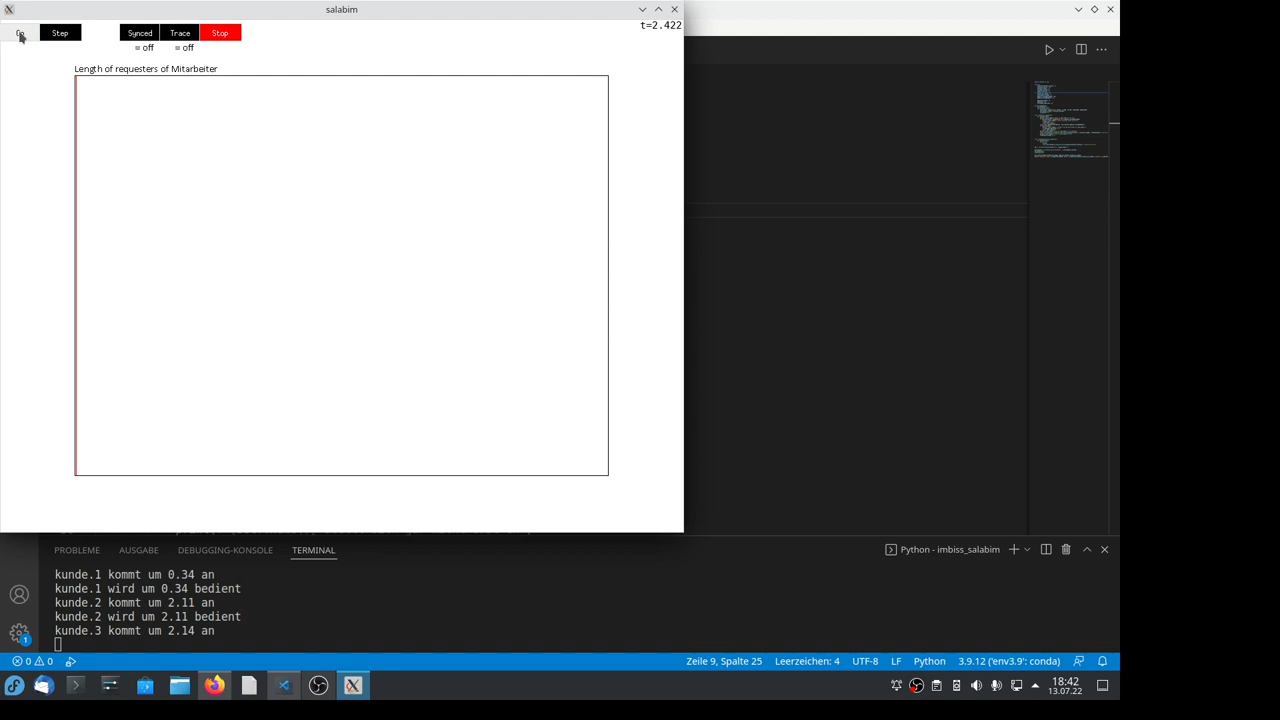 salabim
t=2.422
Go Step Synced Trace Stop
= off = off
Length of requesters of Mitarbeiter
PROBLEME AUSGABE DEBUGGING-KONSOLE TERMINAL
Python - imbiss_salabim
kunde.1 kommt um 0.34 an
kunde.1 wird um 0.34 bedient
kunde.2 kommt um 2.11 an
kunde.2 wird um 2.11 bedient
kunde.3 kommt um 2.14 an
1
0 0 Zeile 9, Spalte 25 Leerzeichen: 4 UTF-8 LF Python 3.9.12 ('env3.9': conda)
18:42
13.07.22